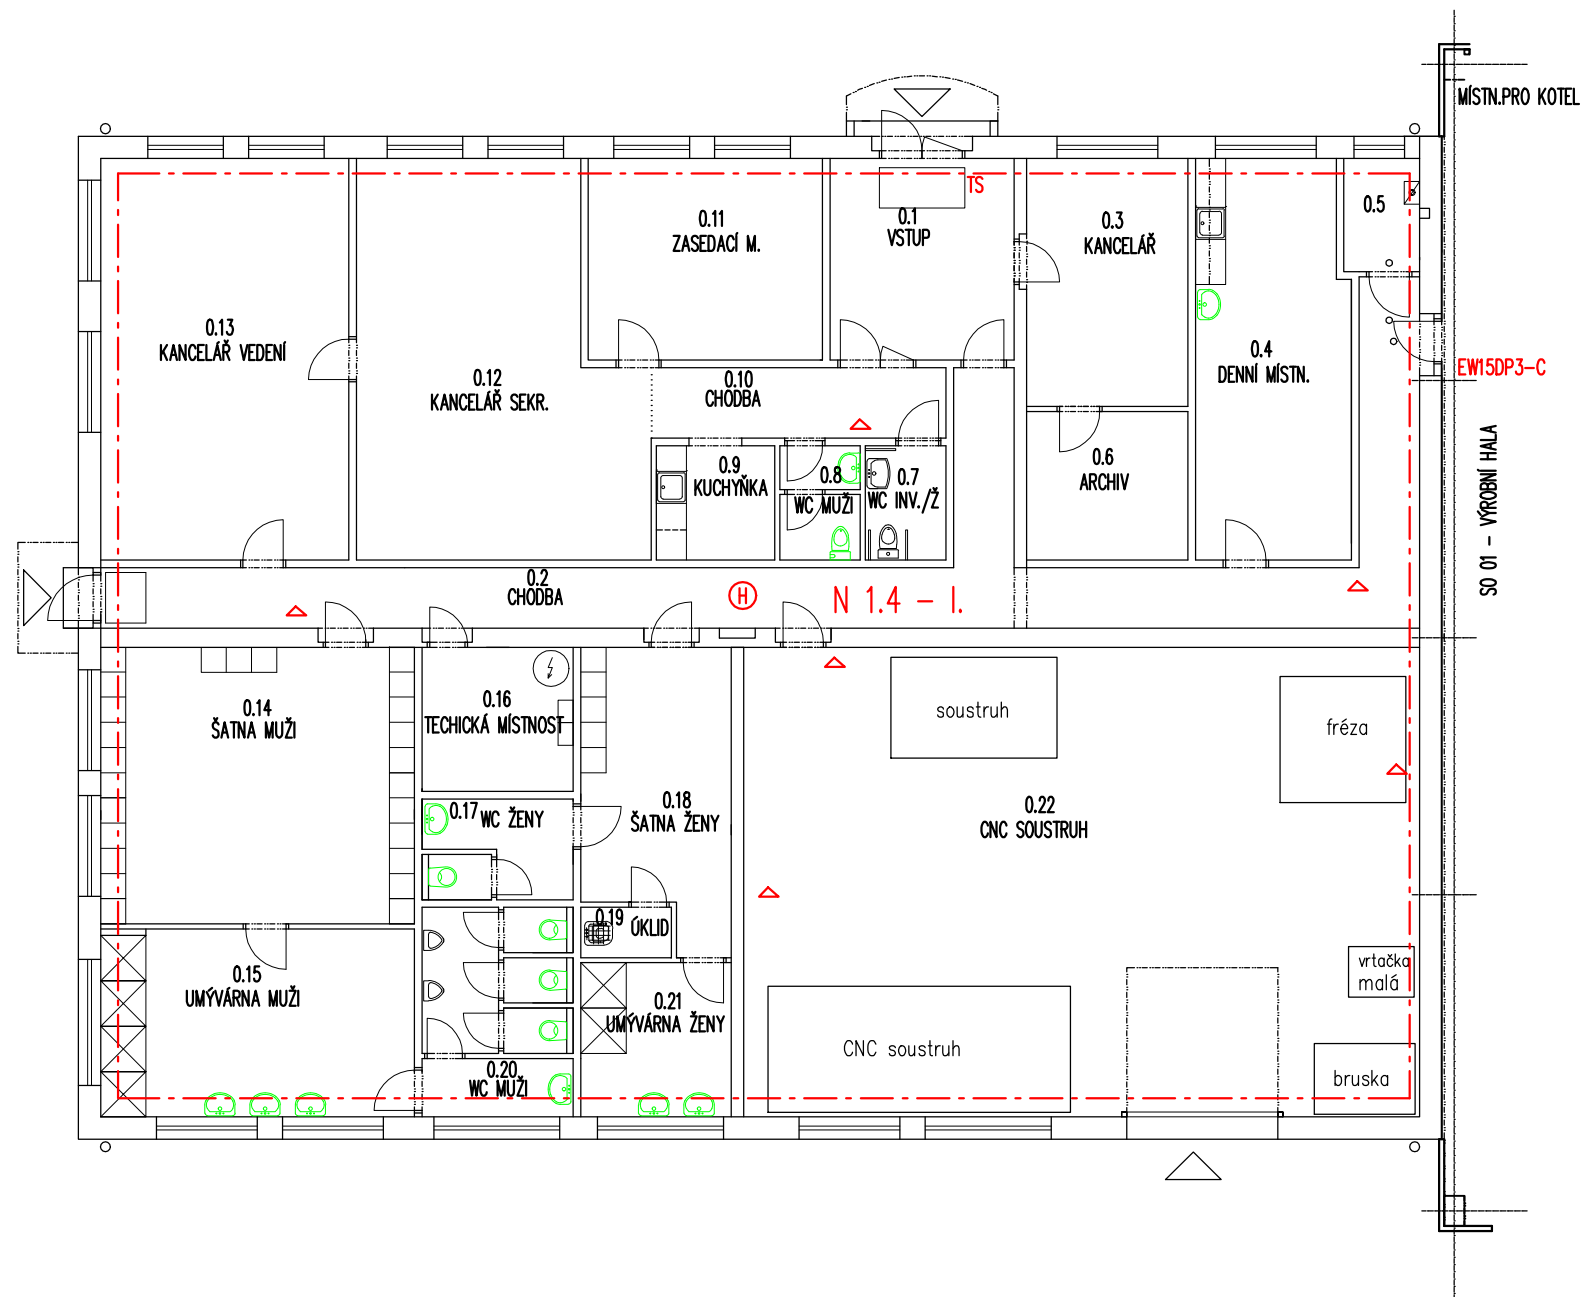 MÍSTN.PRO KOTEL
TS
0.1
VSTUP
0.11
ZASEDACÍ M.
0.3
KANCELÁŘ
0.5
0.13
KANCELÁŘ VEDENÍ
0.12
KANCELÁŘ SEKR.
0.10
CHODBA
0.4
DENNÍ MÍSTN.
EW15DP3-C
0.9
KUCHYŇKA
0.8
WC MUŽI
0.7
WC INV./Ž
0.6
ARCHIV
SO 01 - VÝROBNÍ HALA
0.2
CHODBA
H
N 1.4 - I.
0.14
ŠATNA MUŽI
0.16
TECHICKÁ MÍSTNOST
soustruh
fréza
0.17 WC ŽENY
0.18
ŠATNA ŽENY
0.22
CNC SOUSTRUH
0.19 ÚKLID
0.15
UMÝVÁRNA MUŽI
0.21
UMÝVÁRNA ŽENY
vrtačka
malá
CNC soustruh
0.20
WC MUŽI
bruska